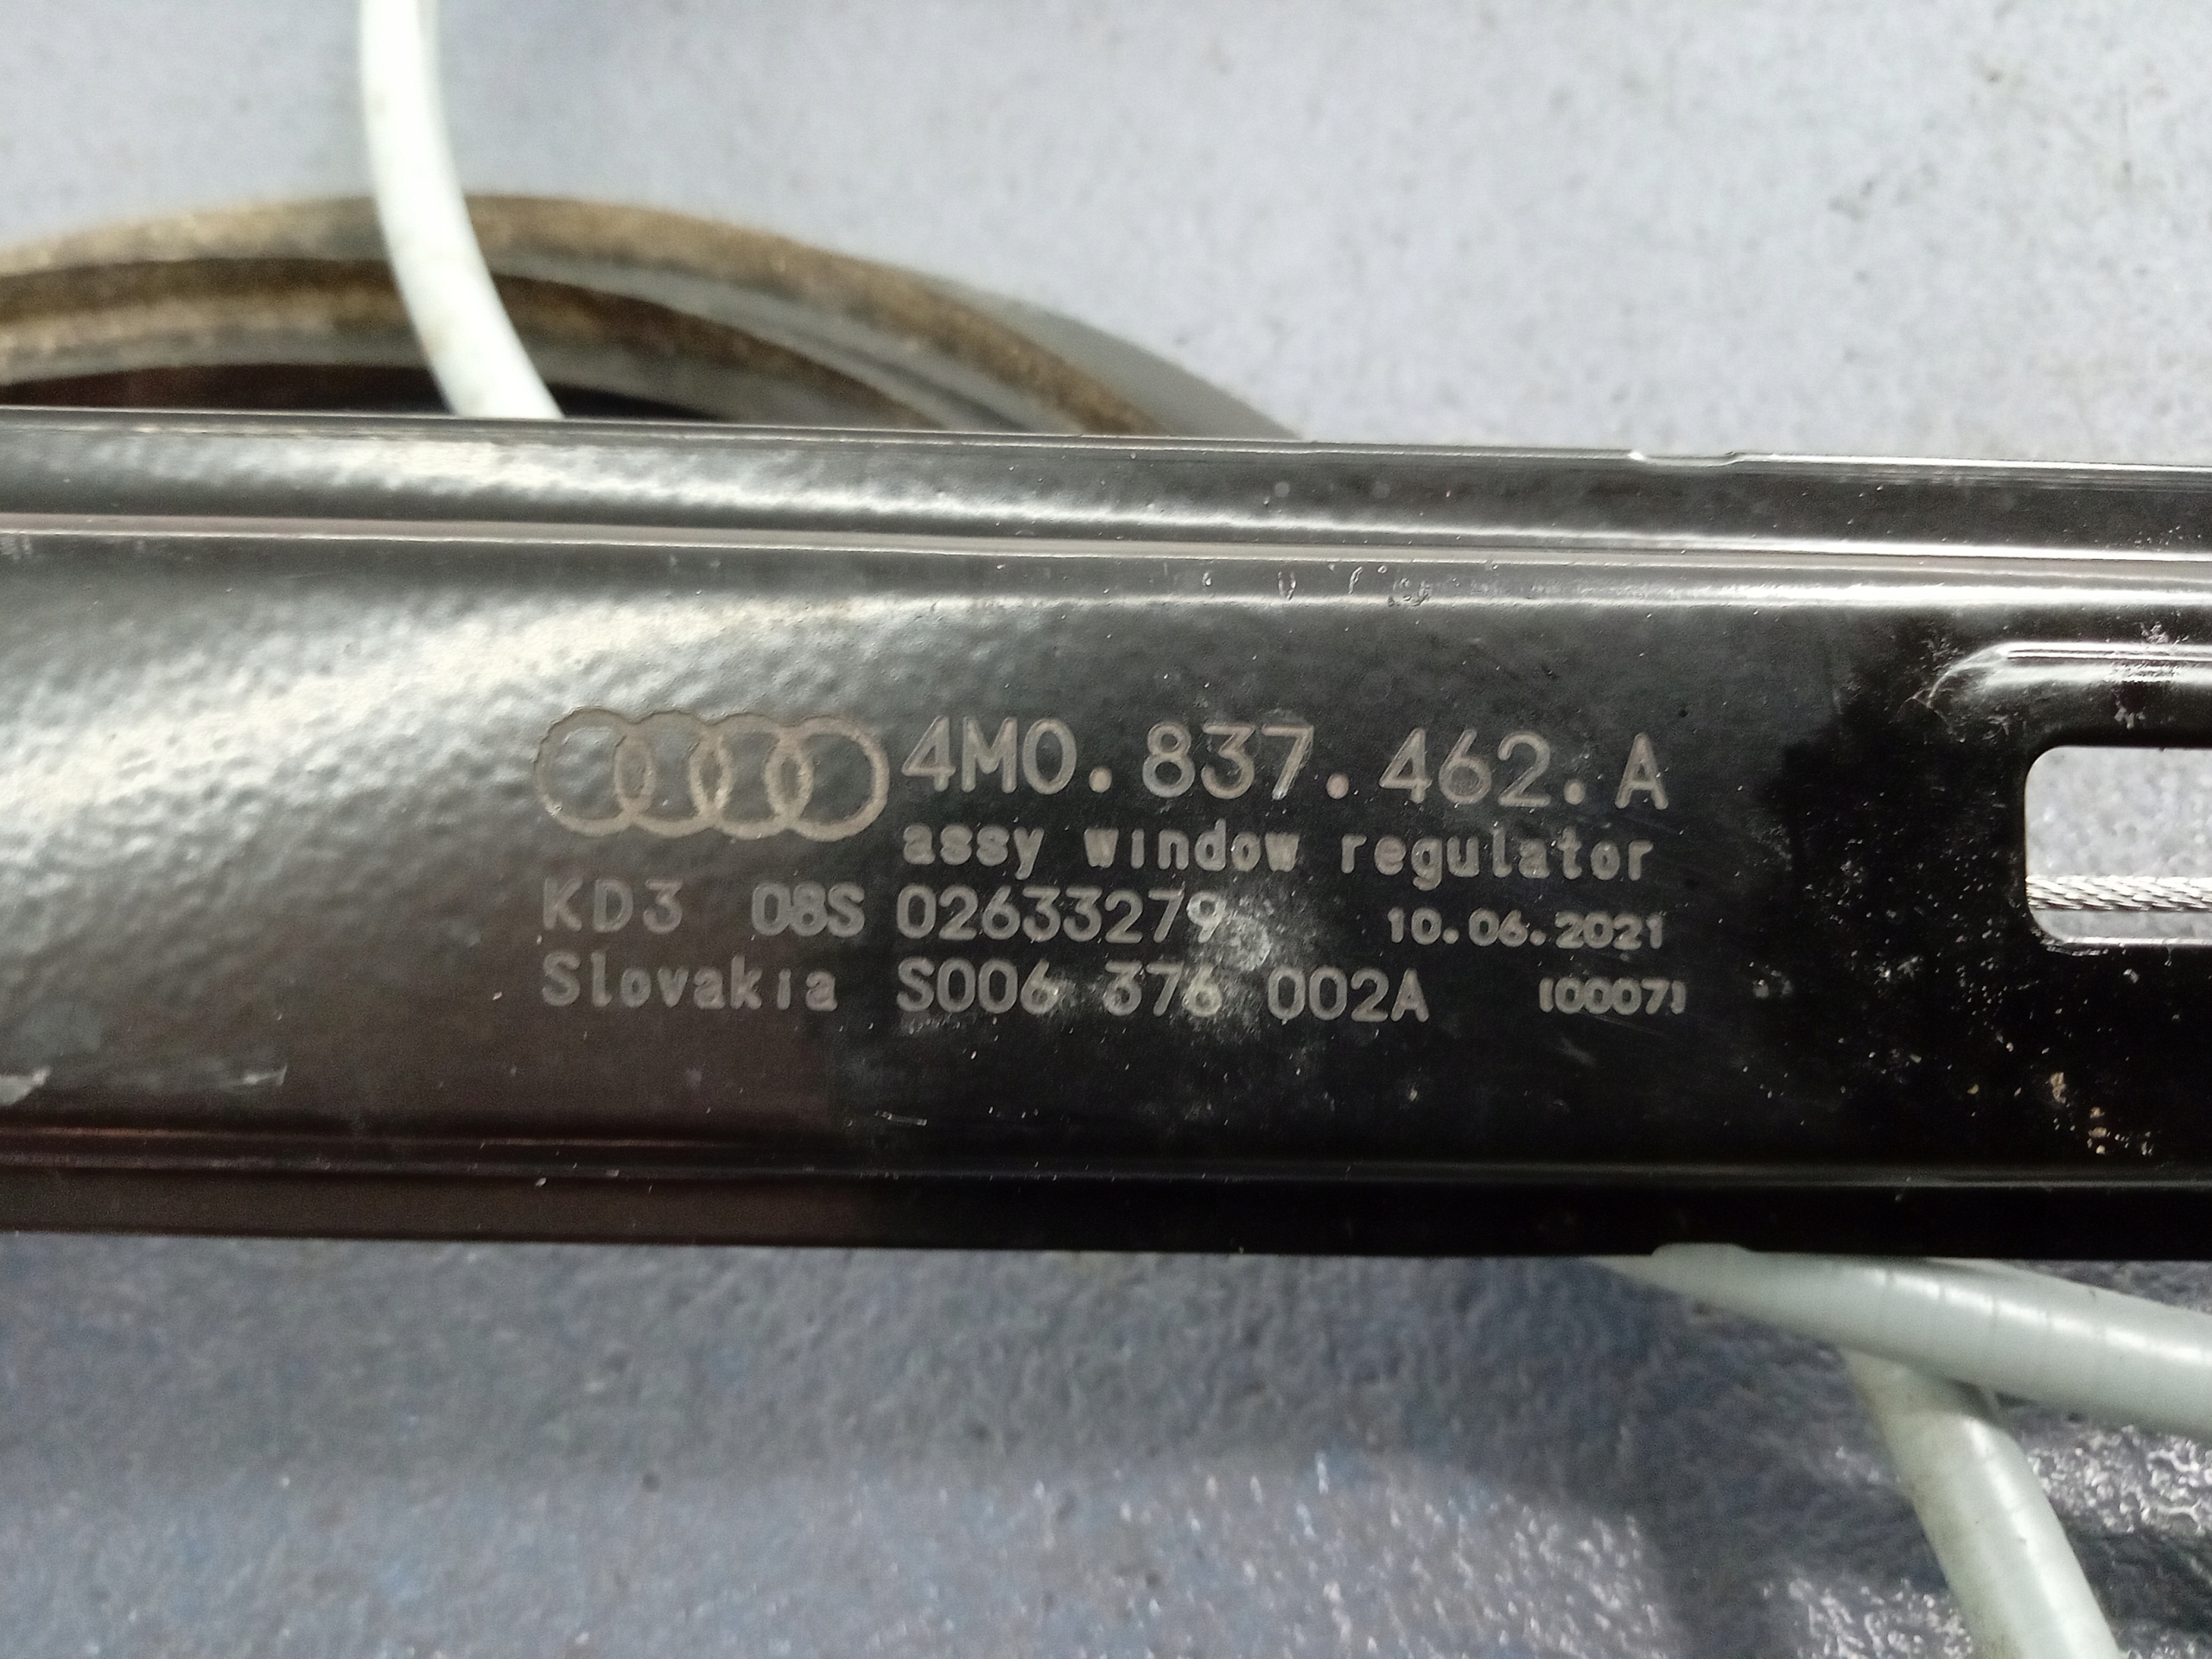 4M0.837.462.A
assy window regulator
KD3 08S 02633279 10.06.2021
Slovakia S006 376 002A (0007)